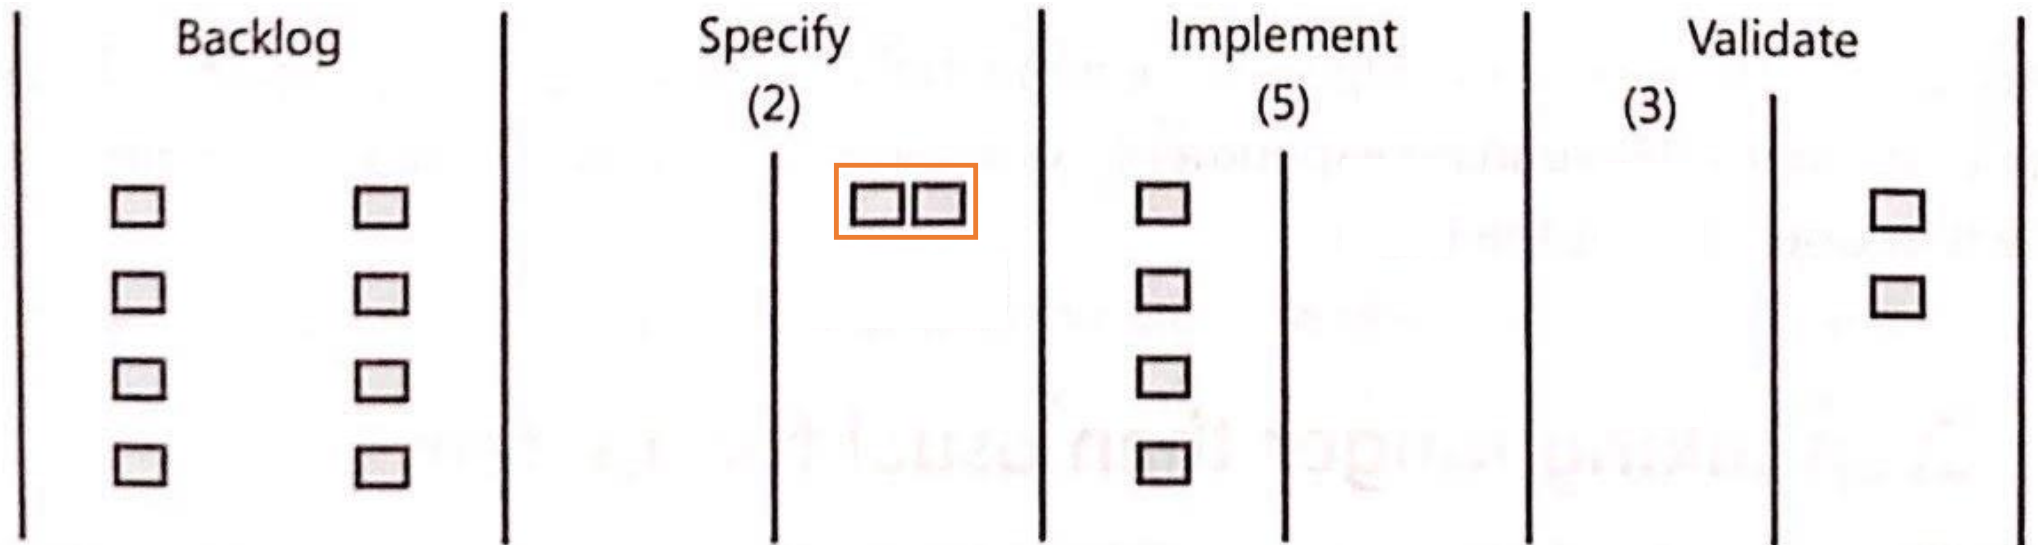 Backlog
Specify
Implement
Validate
(2)
(5)
(3)